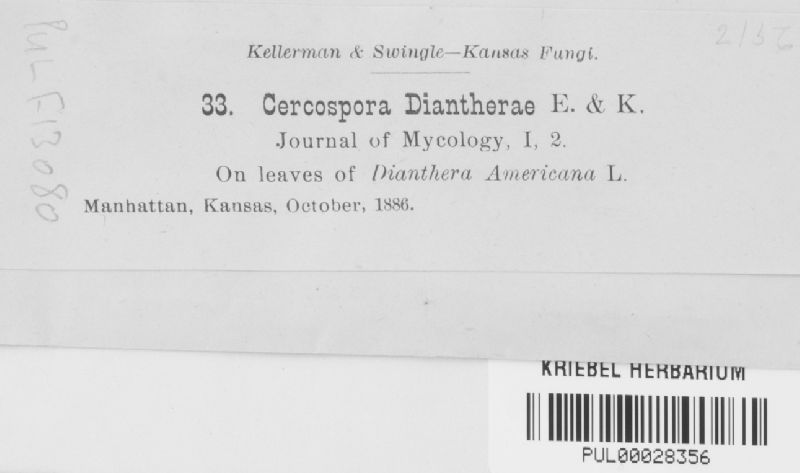 Kellerman & Swingle—Kansas Fungi.
33. Cercospora Diantherae E. & K.
Journal of Mycology, I, 2.
On leaves of Dianthera Americana L.
Manhattan, Kansas, October, 1886.
PUL F13080
KRIEBEL HERBARIUM
PUL00028356